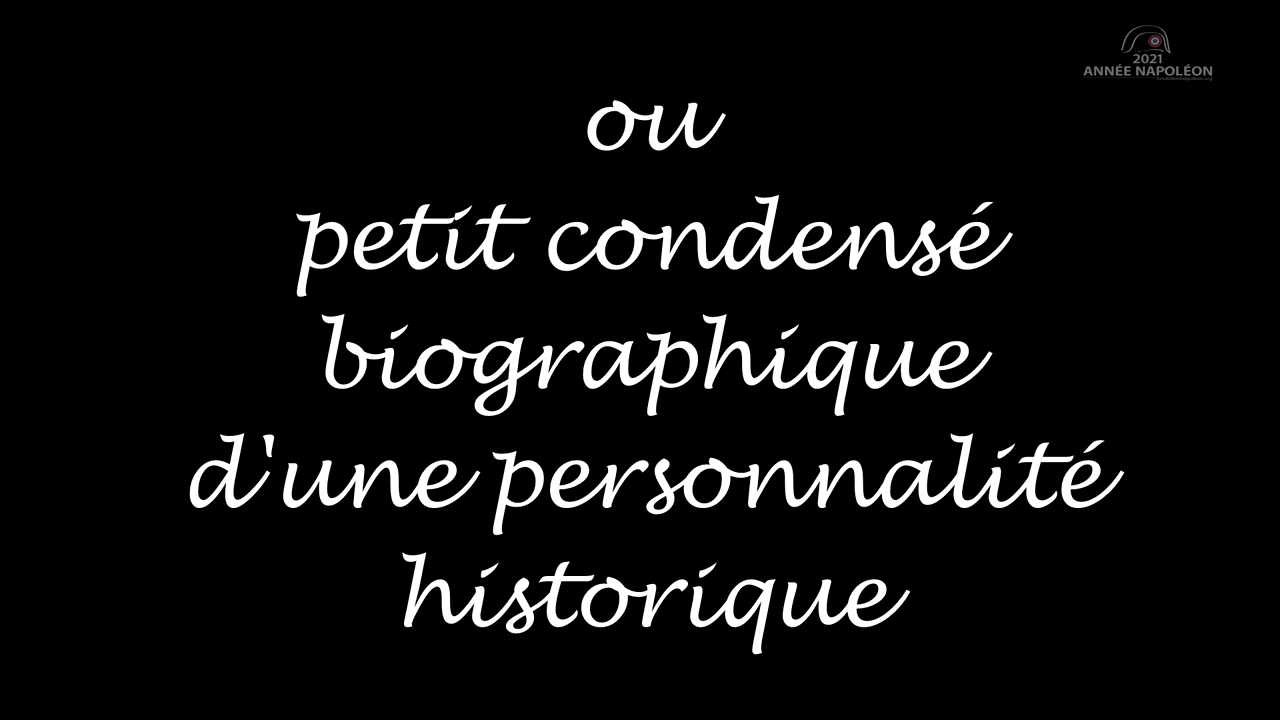 2021
ANNÉE NAPOLÉON
ou
petit condensé
biographique
d'une personnalité
historique